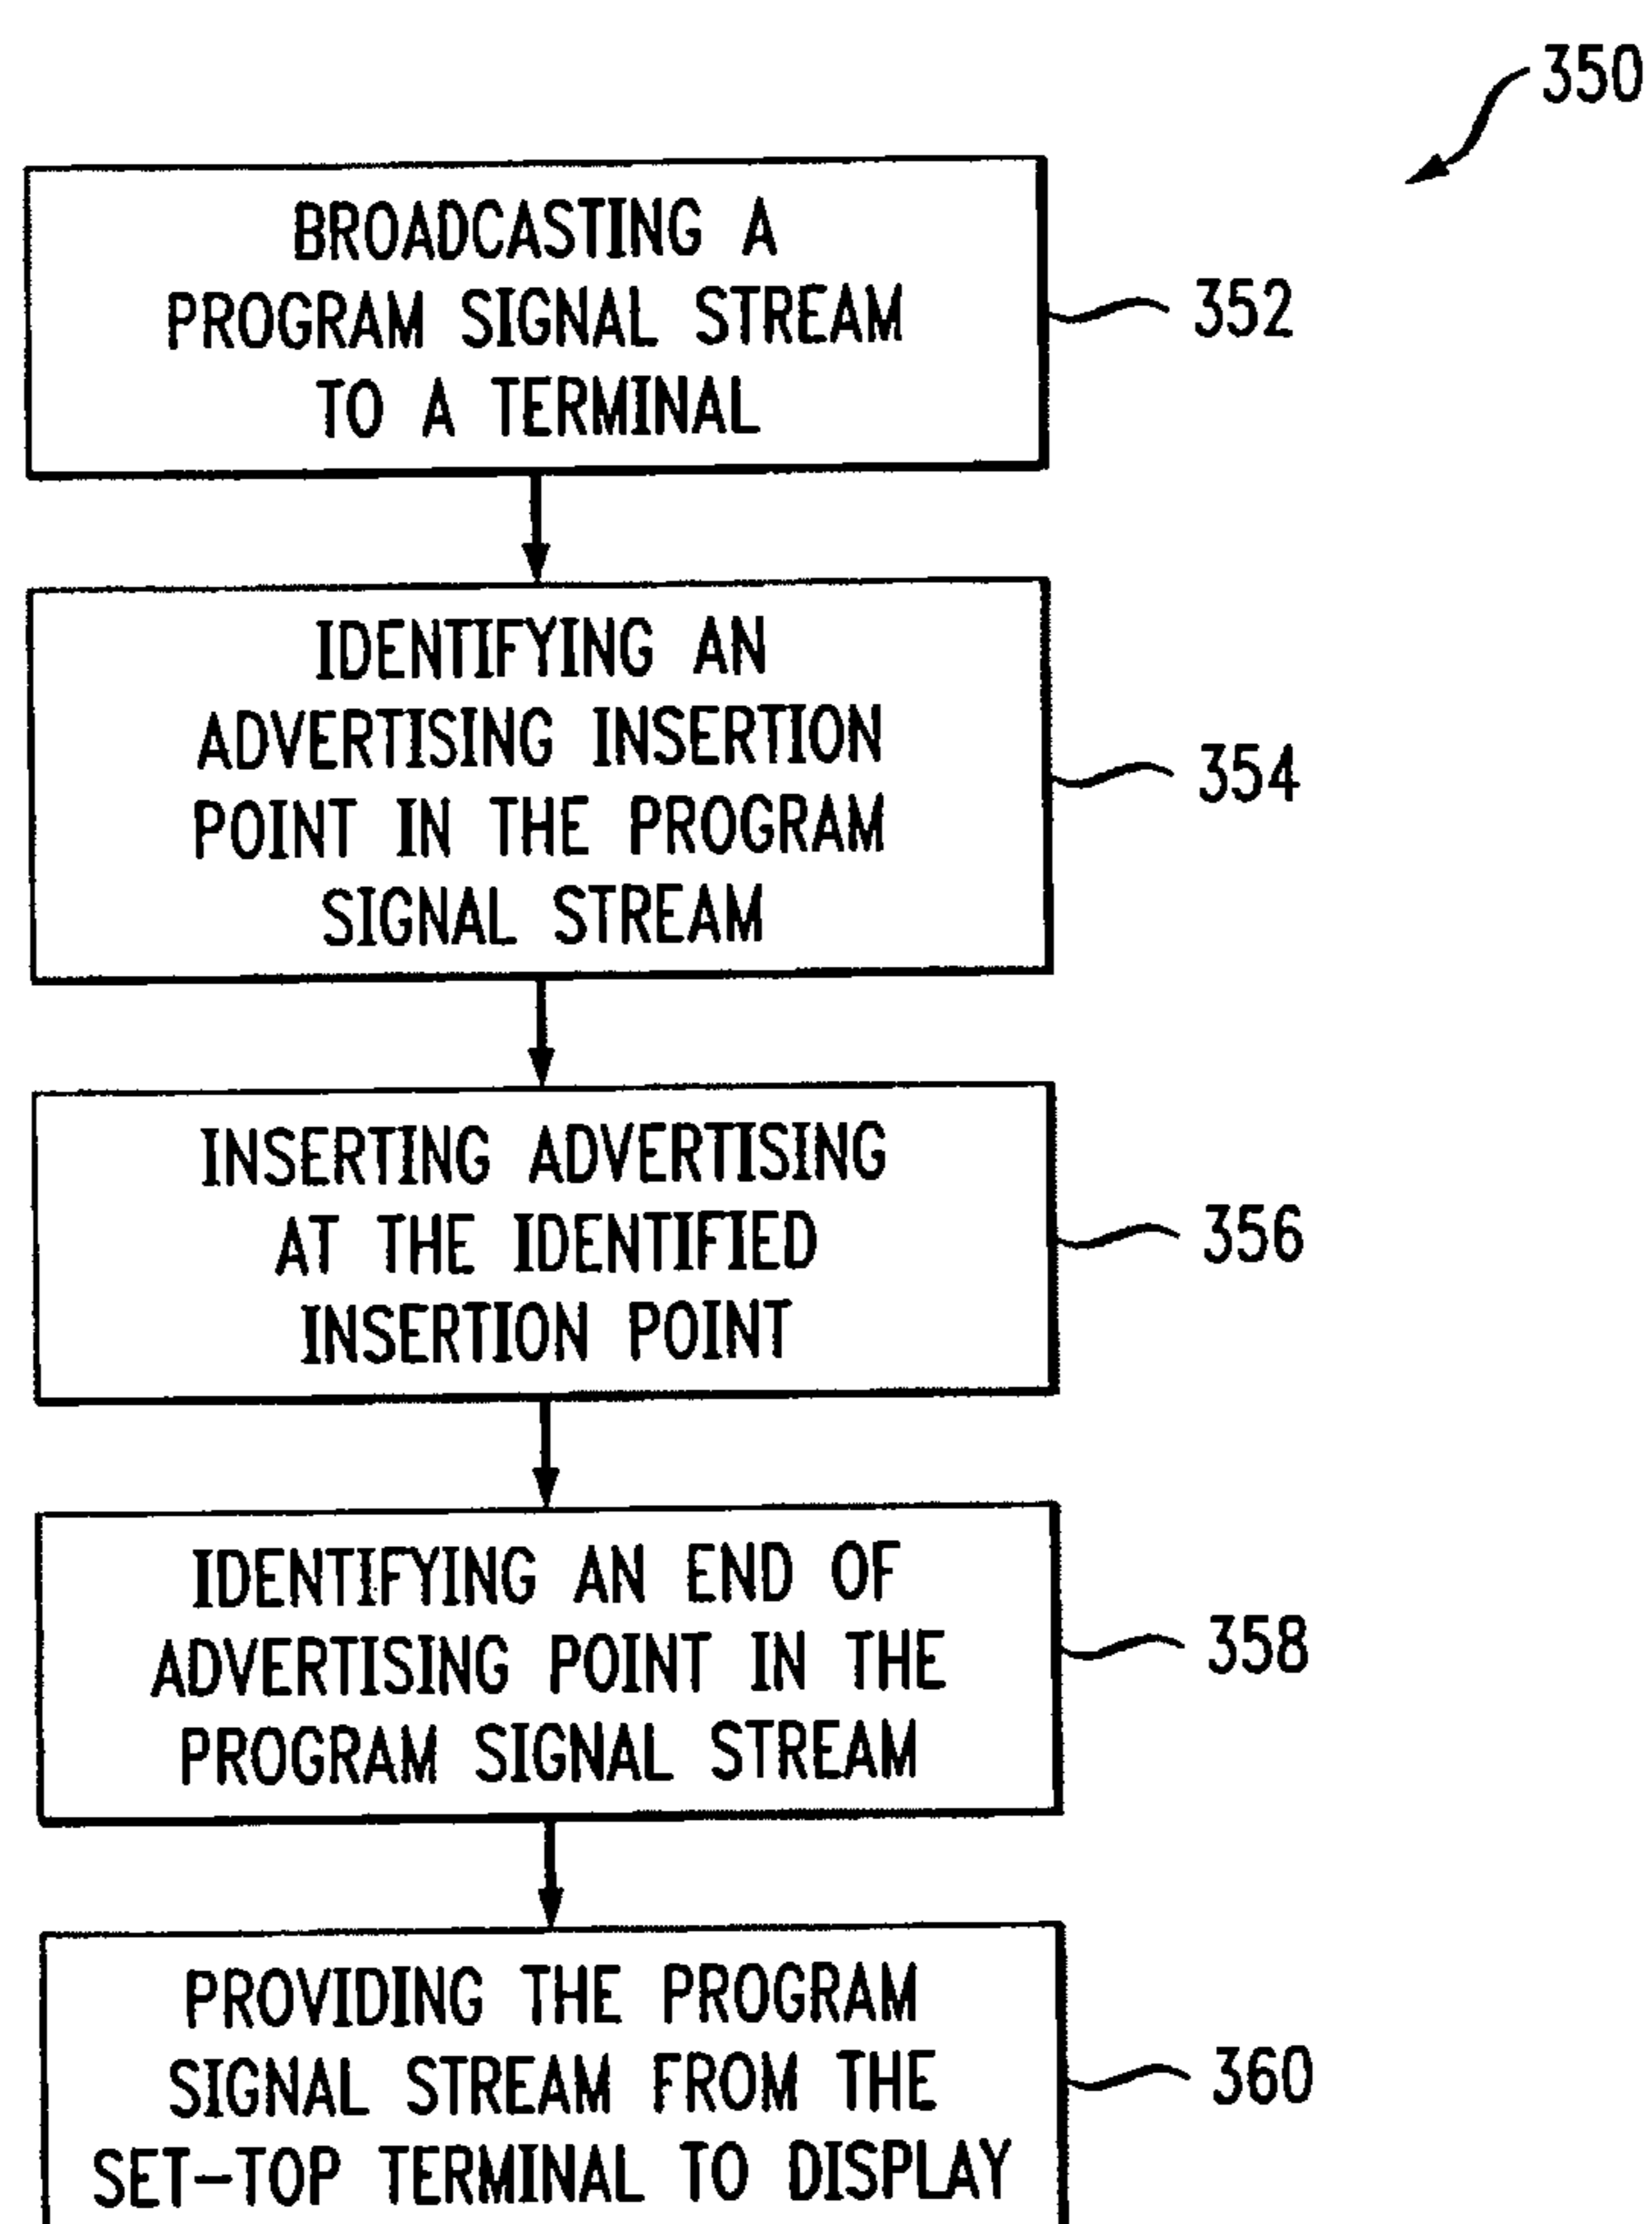 350
BROADCASTING A
PROGRAM SIGNAL STREAM
TO A TERMINAL
352
IDENTIFYING AN
ADVERTISING INSERTION
POINT IN THE PROGRAM
SIGNAL STREAM
354
INSERTING ADVERTISING
AT THE IDENTIFIED
INSERTION POINT
356
IDENTIFYING AN END OF
ADVERTISING POINT IN THE
PROGRAM SIGNAL STREAM
358
PROVIDING THE PROGRAM
SIGNAL STREAM FROM THE
SET-TOP TERMINAL TO DISPLAY
360